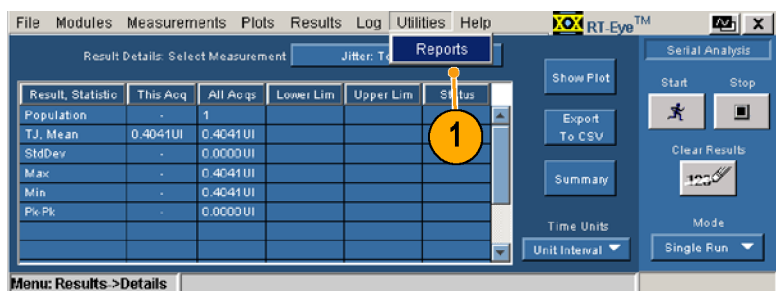 File Modules Measurements Plots Results Log Utilities Help RT-Eye™ X
Reports
Result Details: Select Measurement Jitter: T
Serial Analysis
Show Plot
Start Stop
Result, Statistic This Acq All Acqs Lower Lim Upper Lim Status
Population - 1
TJ, Mean 0.4041UI 0.4041UI
StdDev - 0.0000UI
Max - 0.4041UI
Min - 0.4041UI
Pk-Pk - 0.0000UI
1
Export
To CSV
Clear Results
123
Summary
Time Units
Unit Interval
Mode
Single Run
Menu: Results->Details